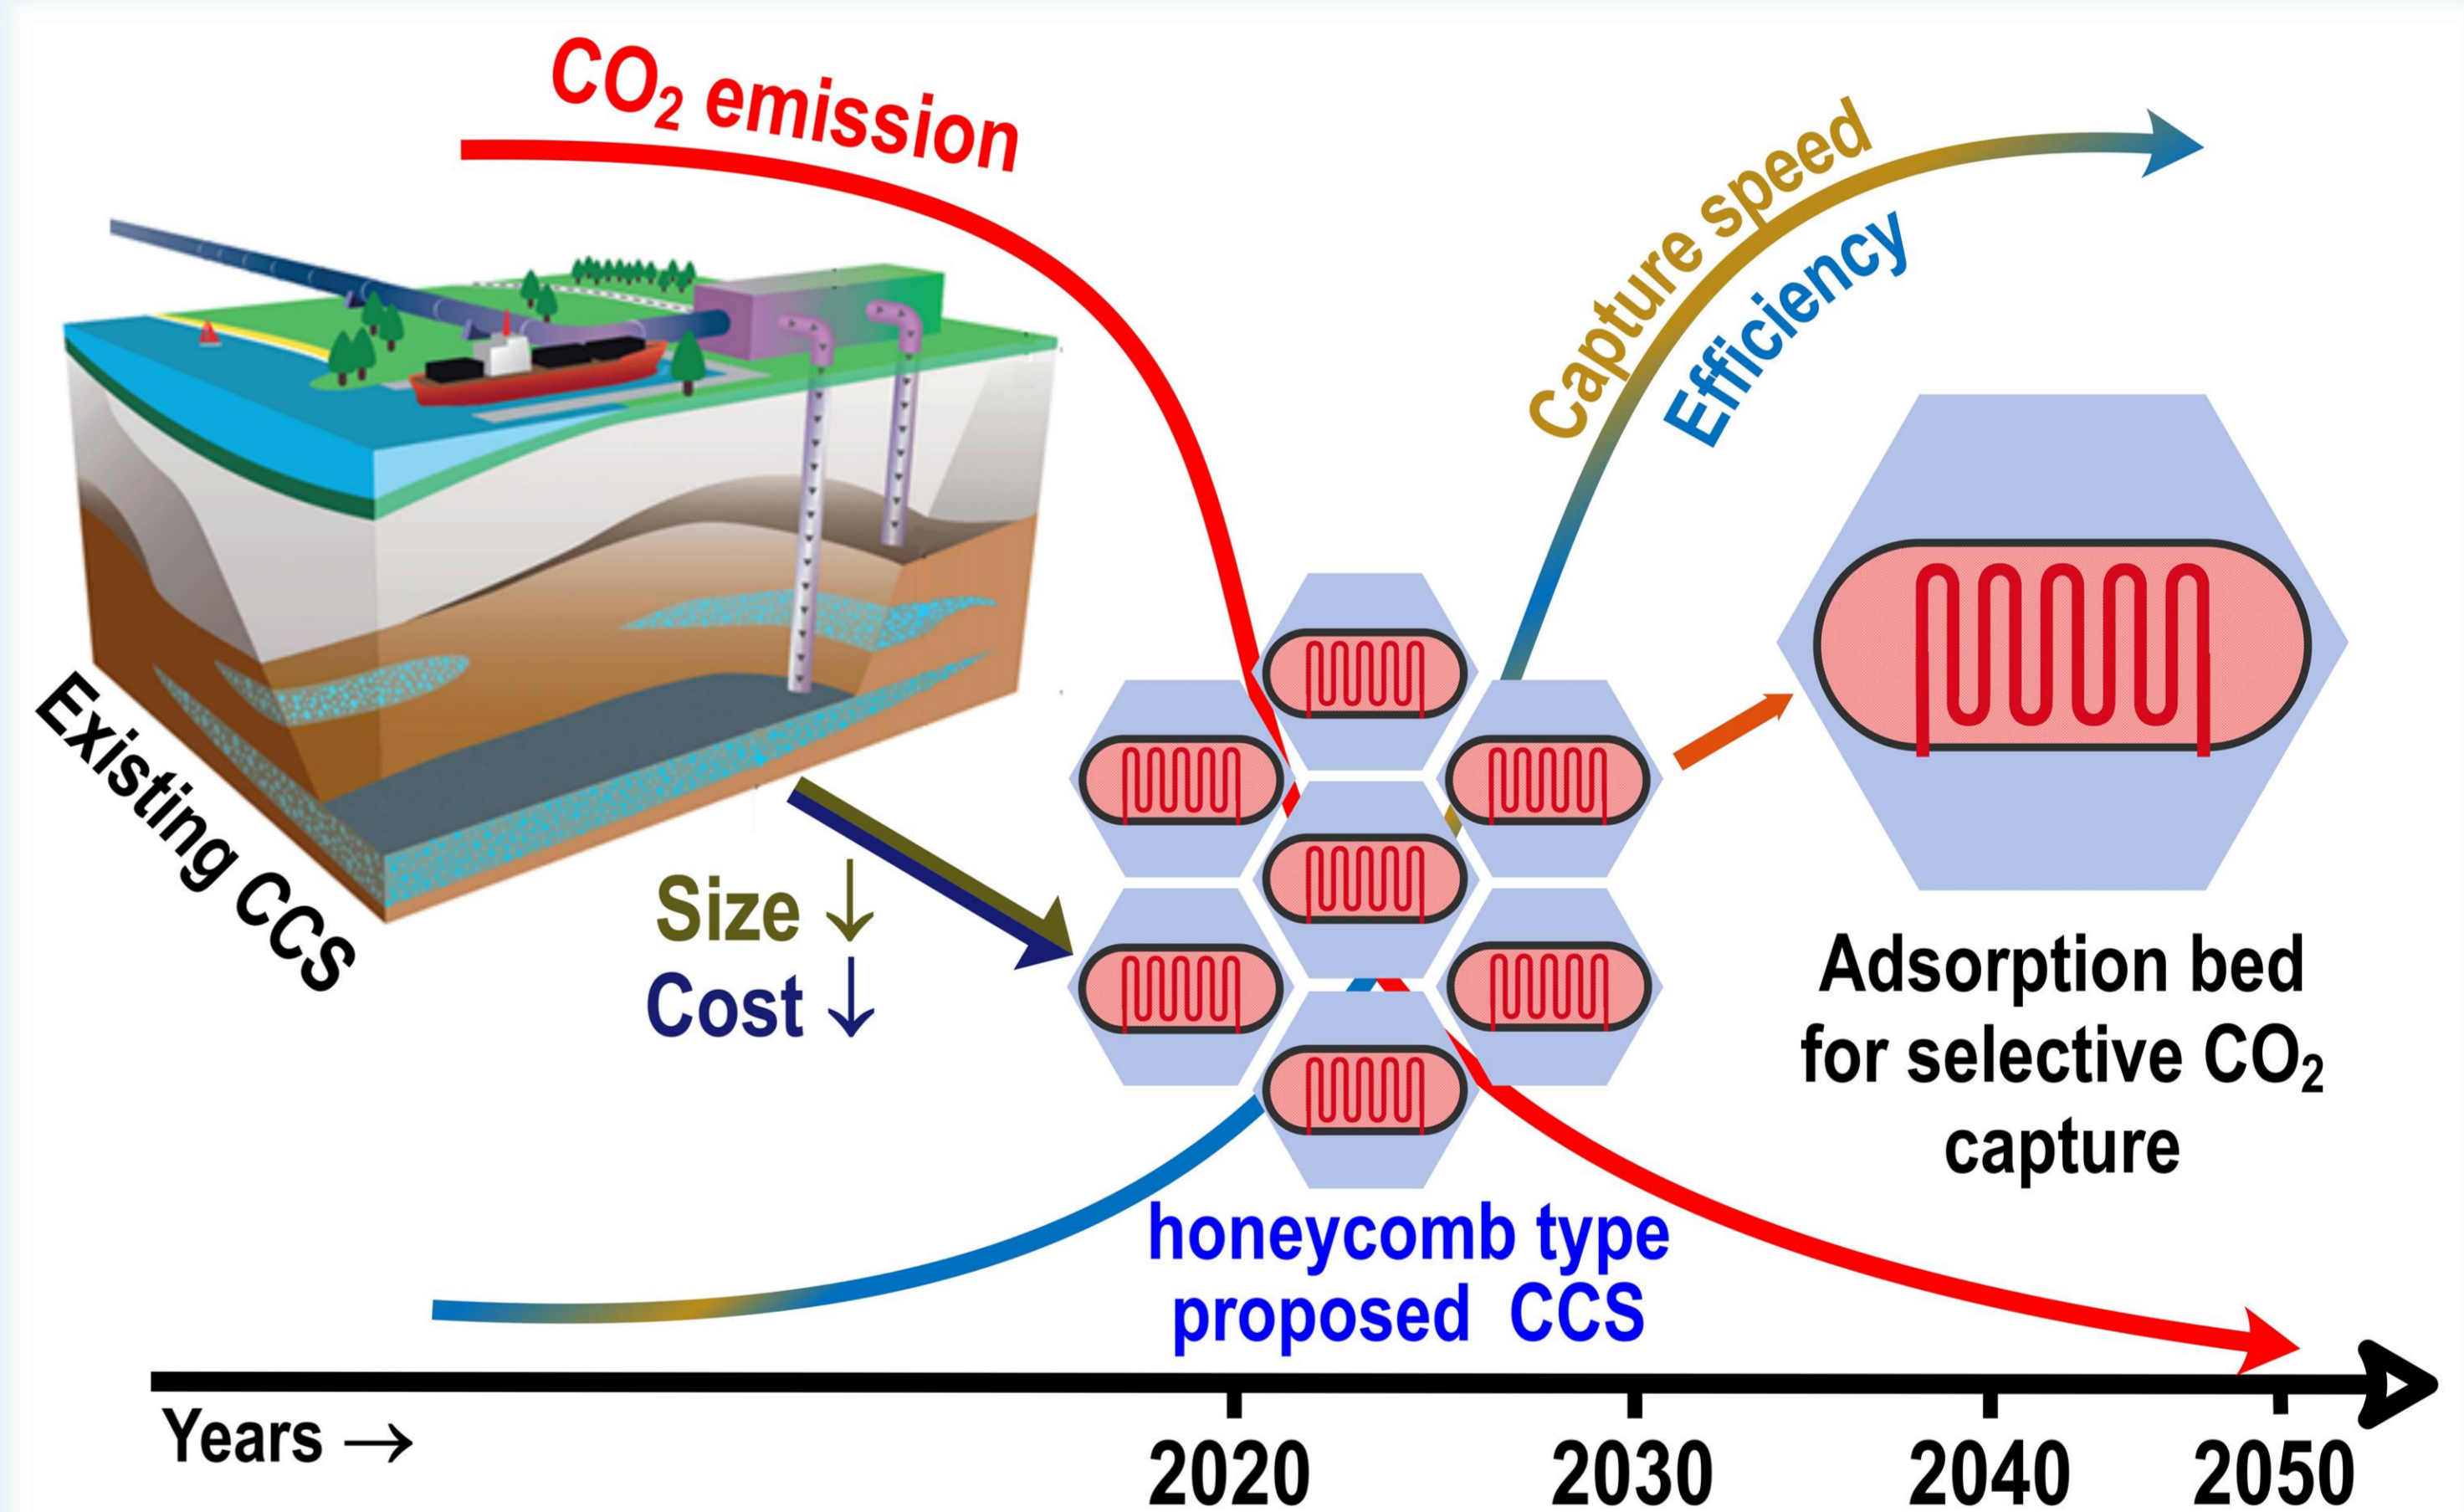 CO₂ emission
Capture speed
Efficiency
Existing CCS
Size ↓
Cost ↓
Adsorption bed
for selective CO₂
capture
honeycomb type
proposed CCS
Years →
2020
2030
2040
2050